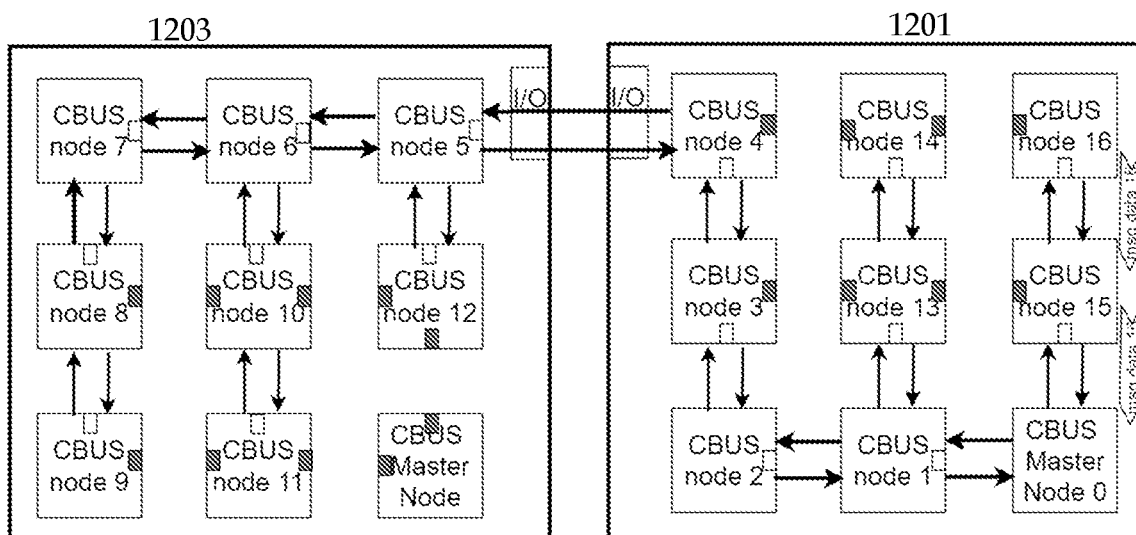 1203
1201
CBUS
node 7
CBUS
node 6
CBUS
node 5
I/O
I/O
CBUS
node 4
CBUS
node 14
CBUS
node 16
CBUS
node 8
CBUS
node 10
CBUS
node 12
CBUS
node 3
CBUS
node 13
CBUS
node 15
CBUS
node 9
CBUS
node 11
CBUS
Master
Node
CBUS
node 2
CBUS
node 1
CBUS
Master
Node 0